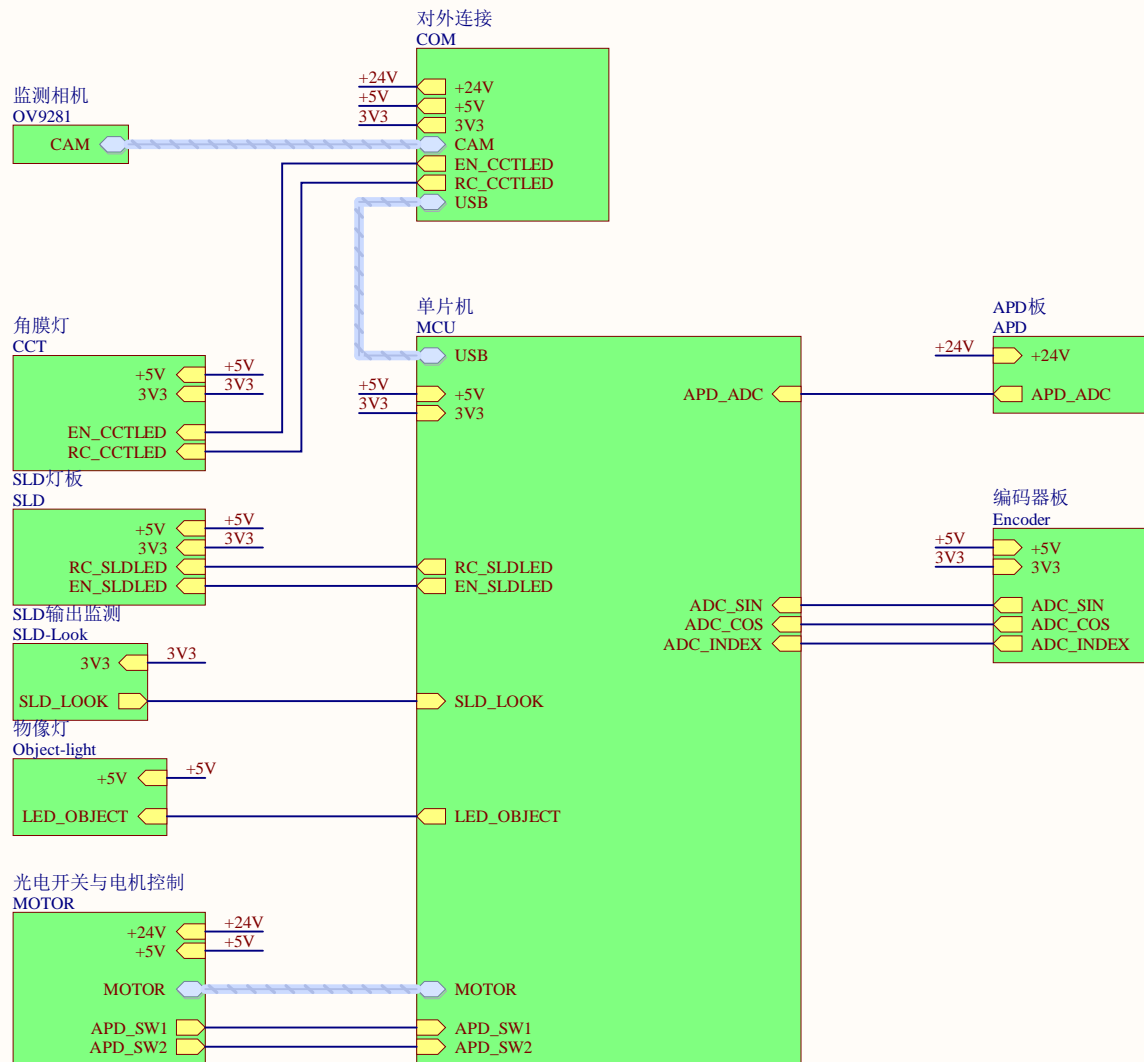 对外连接
COM
+24V
+24V
+5V
+5V
3V3
3V3
CAM
EN_CCTLED
RC_CCTLED
USB
监测相机
OV9281
CAM
角膜灯
CCT
+5V
+5V
3V3
3V3
EN_CCTLED
RC_CCTLED
SLD灯板
SLD
+5V
+5V
3V3
3V3
RC_SLDLED
EN_SLDLED
SLD输出监测
SLD-Look
3V3
3V3
SLD_LOOK
物像灯
Object-light
+5V
+5V
LED_OBJECT
光电开关与电机控制
MOTOR
+24V
+24V
+5V
+5V
MOTOR
APD_SW1
APD_SW2
单片机
MCU
USB
+5V
+5V
3V3
3V3
RC_SLDLED
EN_SLDLED
SLD_LOOK
LED_OBJECT
MOTOR
APD_SW1
APD_SW2
APD_ADC
ADC_SIN
ADC_COS
ADC_INDEX
APD板
APD
+24V
+24V
APD_ADC
编码器板
Encoder
+5V
+5V
3V3
3V3
ADC_SIN
ADC_COS
ADC_INDEX